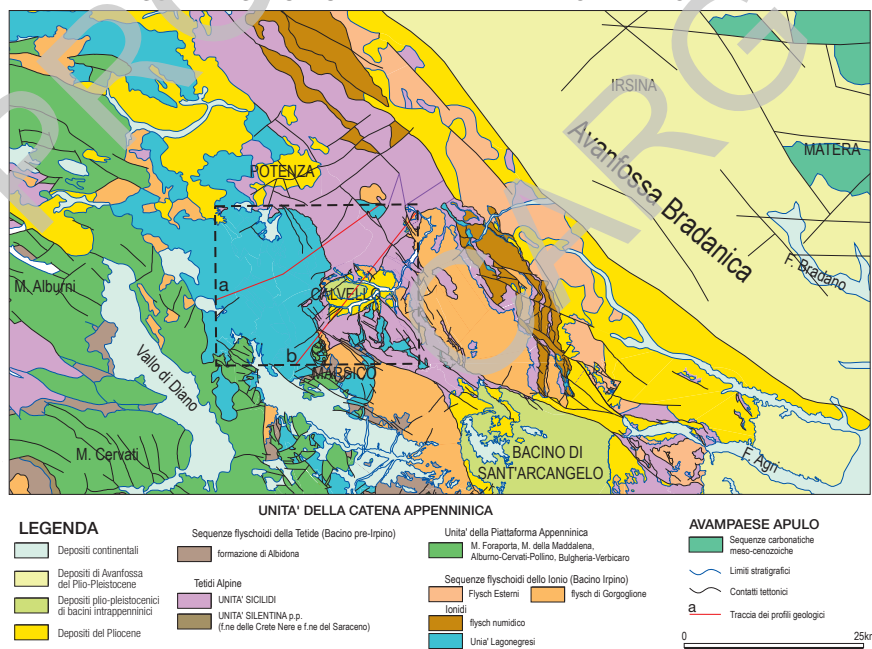 IRSINA
Avanfossa Bradanica
MATERA
POTENZA
F. Bradano
M. Alburni
a
CALVELLO
Vallo di Diano
b
MARSICO
M. Cervati
BACINO DI
SANT'ARCANGELO
F. Agri
UNITA' DELLA CATENA APPENNINICA
LEGENDA
Depositi continentali
Depositi di Avanfossa
del Plio-Pleistocene
Depositi plio-pleistocenici
di bacini intrappenninici
Depositi del Pliocene
Sequenze flyschoidi della Tetide (Bacino pre-Irpino)
formazione di Albidona
Tetidi Alpine
UNITA' SICILIDI
UNITA' SILENTINA p.p.
(f.ne delle Crete Nere e f.ne del Saraceno)
Unita' della Piattaforma Appenninica
M. Foraporta, M. della Maddalena,
Alburno-Cervati-Pollino, Bulgheria-Verbicaro
Sequenze flyschoidi dello Ionio (Bacino Irpino)
Flysch Esterni
flysch di Gorgoglione
Ionidi
flysch numidico
Unia' Lagonegresi
AVAMPAESE APULO
Sequenze carbonatiche
meso-cenozoiche
Limiti stratigrafici
Contatti tettonici
a
Traccia dei profili geologici
0 25km